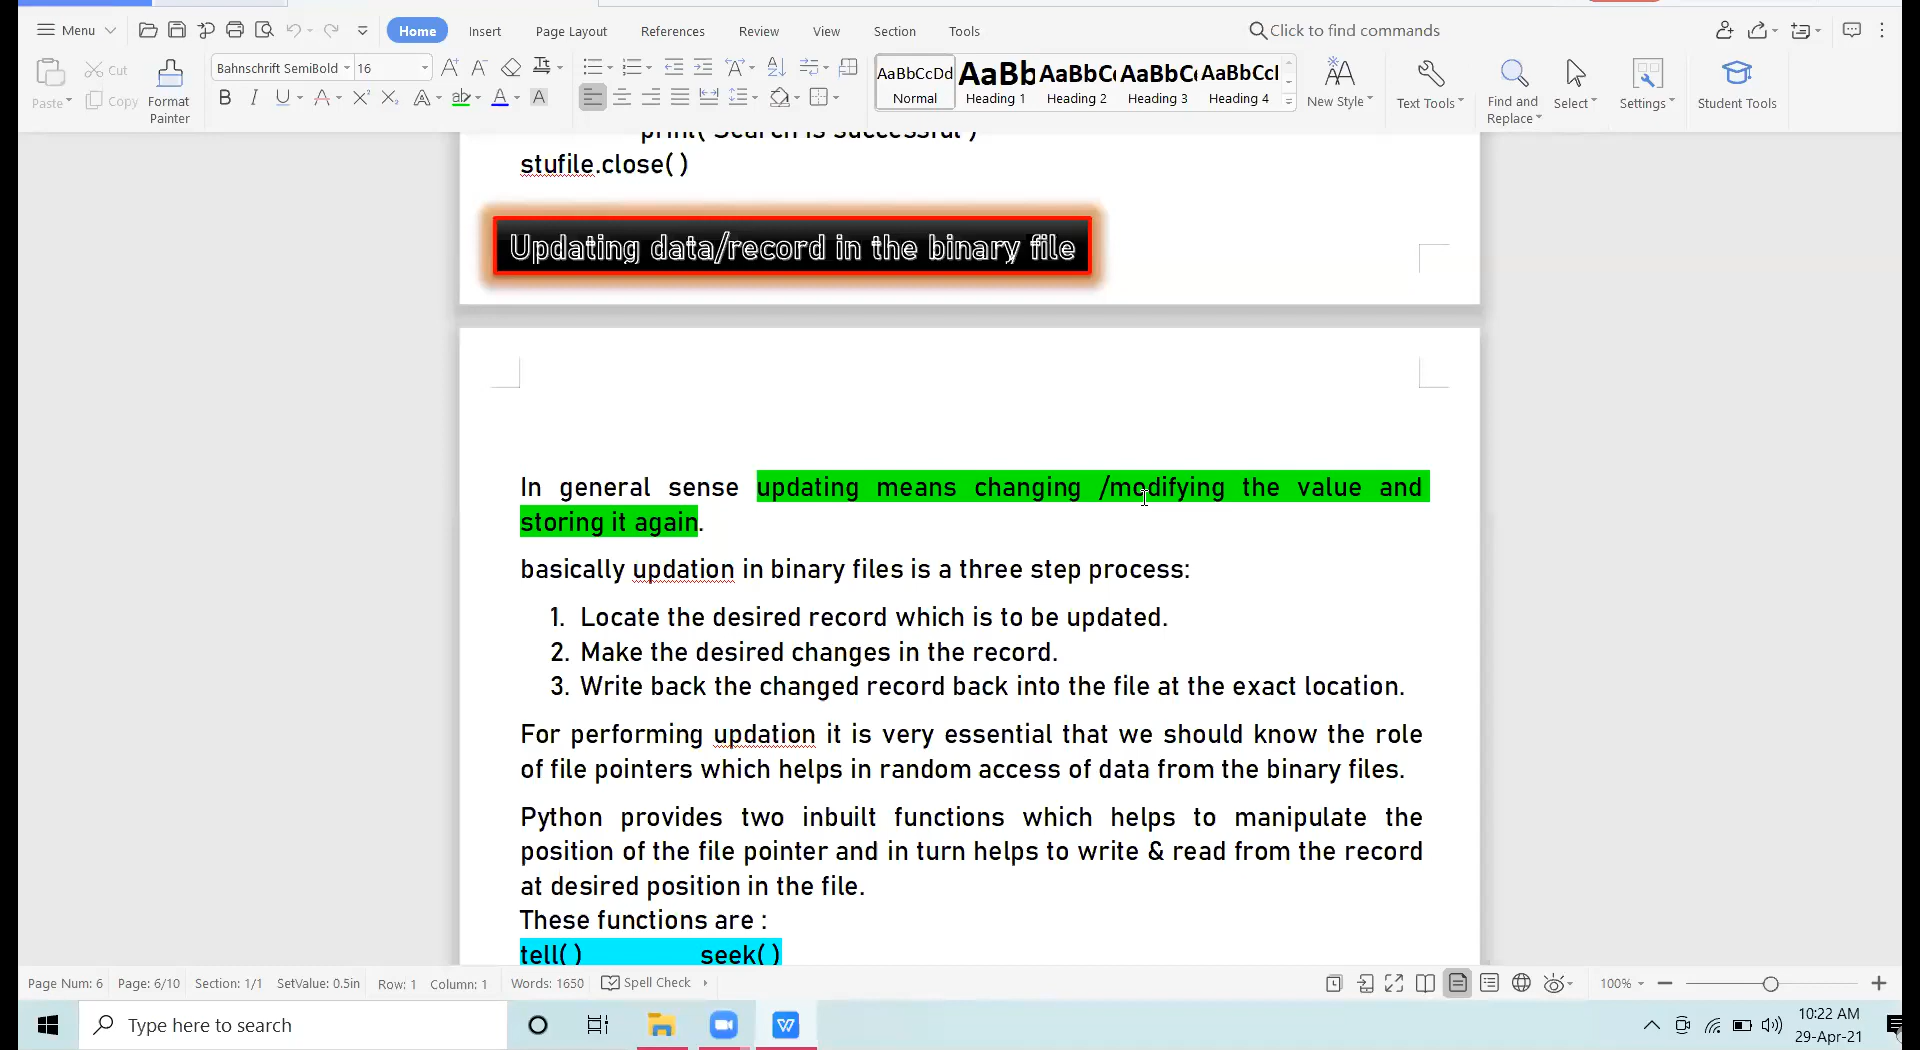 Menu
Home
Insert
Page Layout
References
Review
View
Section
Tools
Click to find commands
Paste
Cut
Copy
Format
Painter
Bahnschrift SemiBold
16
AaBbCcDd
Normal
AaBb
Heading 1
AaBbC
Heading 2
AaBbC
Heading 3
AaBbCcl
Heading 4
New Style
Text Tools
Find and
Replace
Select
Settings
Student Tools
print( Search is successful )
stufile.close( )
Updating data/record in the binary file
In general sense updating means changing /modifying the value and
storing it again.
basically updation in binary files is a three step process:
1. Locate the desired record which is to be updated.
2. Make the desired changes in the record.
3. Write back the changed record back into the file at the exact location.
For performing updation it is very essential that we should know the role
of file pointers which helps in random access of data from the binary files.
Python provides two inbuilt functions which helps to manipulate the
position of the file pointer and in turn helps to write & read from the record
at desired position in the file.
These functions are :
tell( ) seek( )
Page Num: 6
Page: 6/10
Section: 1/1
SetValue: 0.5in
Row: 1
Column: 1
Words: 1650
Spell Check
100%
Type here to search
10:22 AM
29-Apr-21